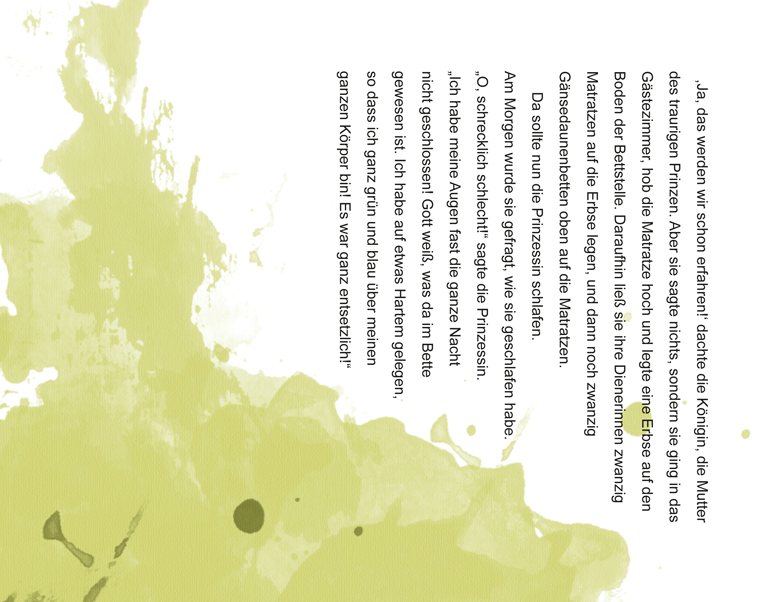 ‚Ja, das werden wir schon erfahren!‘ dachte die Königin, die Mutter
des traurigen Prinzen. Aber sie sagte nichts, sondern sie ging in das
Gästezimmer, hob die Matratze hoch und legte eine Erbse auf den
Boden der Bettstelle. Daraufhin ließ sie ihre Dienerinnen zwanzig
Matratzen auf die Erbse legen, und dann noch zwanzig
Gänsedaunenbetten oben auf die Matratzen.
Da sollte nun die Prinzessin schlafen.
Am Morgen wurde sie gefragt, wie sie geschlafen habe.
„O, schrecklich schlecht!“ sagte die Prinzessin.
„Ich habe meine Augen fast die ganze Nacht
nicht geschlossen! Gott weiß, was da im Bette
gewesen ist. Ich habe auf etwas Hartem gelegen,
so dass ich ganz grün und blau über meinen
ganzen Körper bin! Es war ganz entsetzlich!“